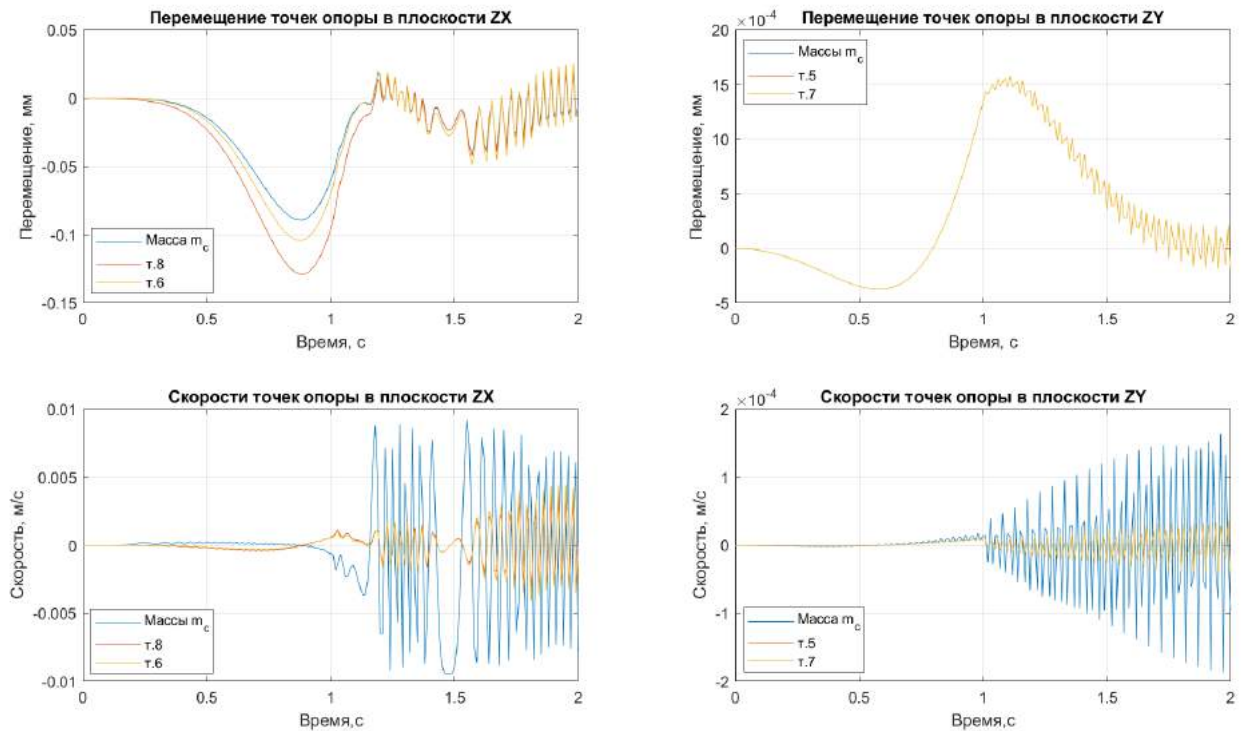 Перемещение точек опоры в плоскости ZX
0.05
0
-0.05
-0.1
-0.15
Перемещение, мм
Масса m_c
т.8
т.6
0 0.5 1 1.5 2
Время, с
Перемещение точек опоры в плоскости ZY
×10^-4
20
15
10
5
0
-5
Перемещение, мм
Массы m_c
т.5
т.7
0 0.5 1 1.5 2
Время, с
Скорости точек опоры в плоскости ZX
0.01
0.005
0
-0.005
-0.01
Скорость, м/с
Массы m_c
т.8
т.6
0 0.5 1 1.5 2
Время,с
Скорости точек опоры в плоскости ZY
×10^-4
2
1
0
-1
-2
Скорость, м/с
Масса m_c
т.5
т.7
0 0.5 1 1.5 2
Время,с